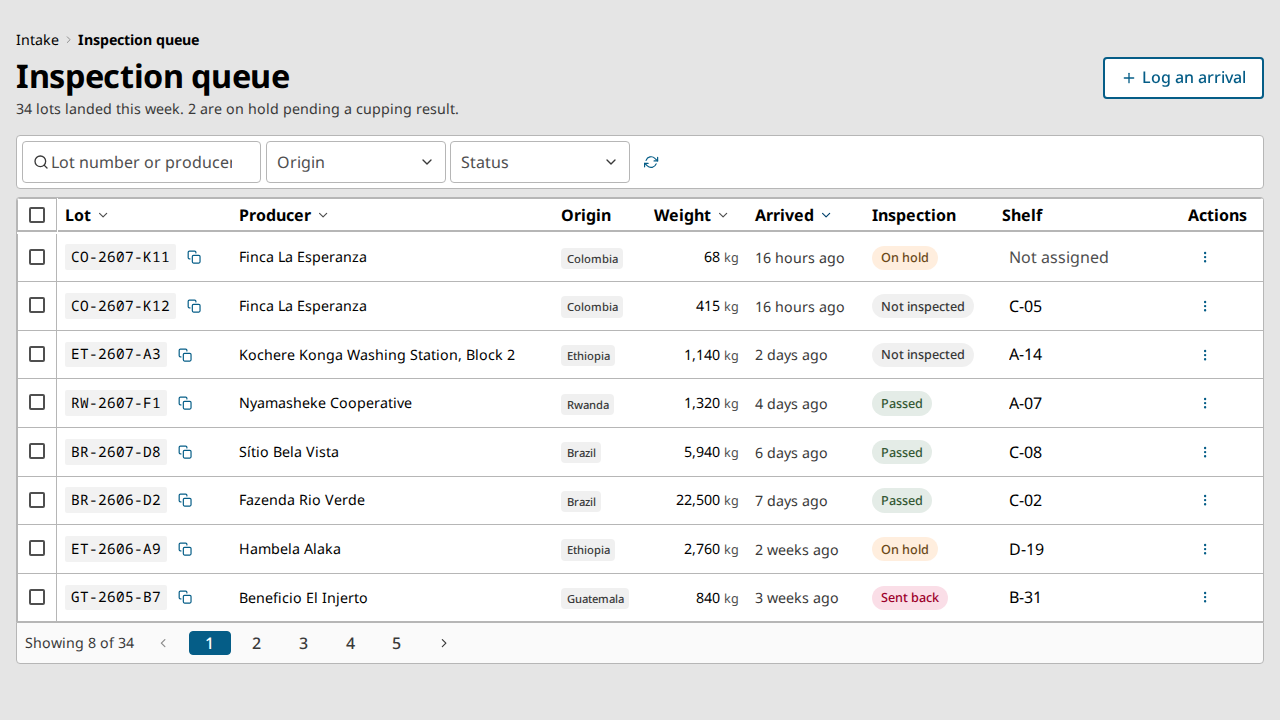 Intake > Inspection queue
Inspection queue
+ Log an arrival
34 lots landed this week. 2 are on hold pending a cupping result.
Lot number or producer Origin Status
Lot Producer Origin Weight Arrived Inspection Shelf Actions
CO-2607-K11 Finca La Esperanza Colombia 68 kg 16 hours ago On hold Not assigned
CO-2607-K12 Finca La Esperanza Colombia 415 kg 16 hours ago Not inspected C-05
ET-2607-A3 Kochere Konga Washing Station, Block 2 Ethiopia 1,140 kg 2 days ago Not inspected A-14
RW-2607-F1 Nyamasheke Cooperative Rwanda 1,320 kg 4 days ago Passed A-07
BR-2607-D8 Sítio Bela Vista Brazil 5,940 kg 6 days ago Passed C-08
BR-2606-D2 Fazenda Rio Verde Brazil 22,500 kg 7 days ago Passed C-02
ET-2606-A9 Hambela Alaka Ethiopia 2,760 kg 2 weeks ago On hold D-19
GT-2605-B7 Beneficio El Injerto Guatemala 840 kg 3 weeks ago Sent back B-31
Showing 8 of 34 < 1 2 3 4 5 >